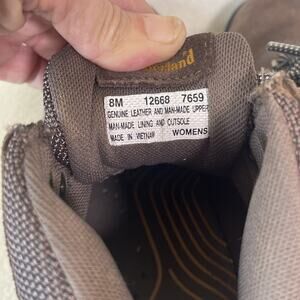 8M 12668 7659
GENUINE LEATHER AND MAN-MADE UPPER
MAN-MADE LINING AND OUTSOLE
MADE IN VIETNAM WOMENS